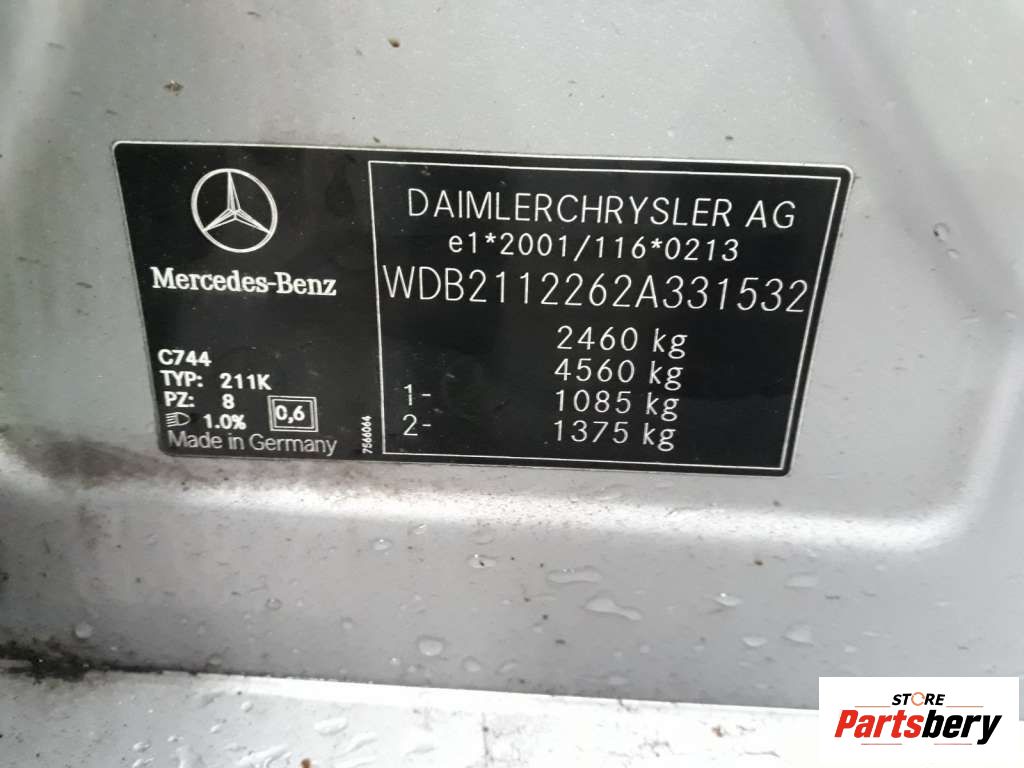 Mercedes-Benz
C744
TYP: 211K
PZ: 8
1.0% 0,6
Made in Germany
7566064
DAIMLERCHRYSLER AG
e1*2001/116*0213
WDB2112262A331532
2460 kg
4560 kg
1- 1085 kg
2- 1375 kg
STORE
Partsbery